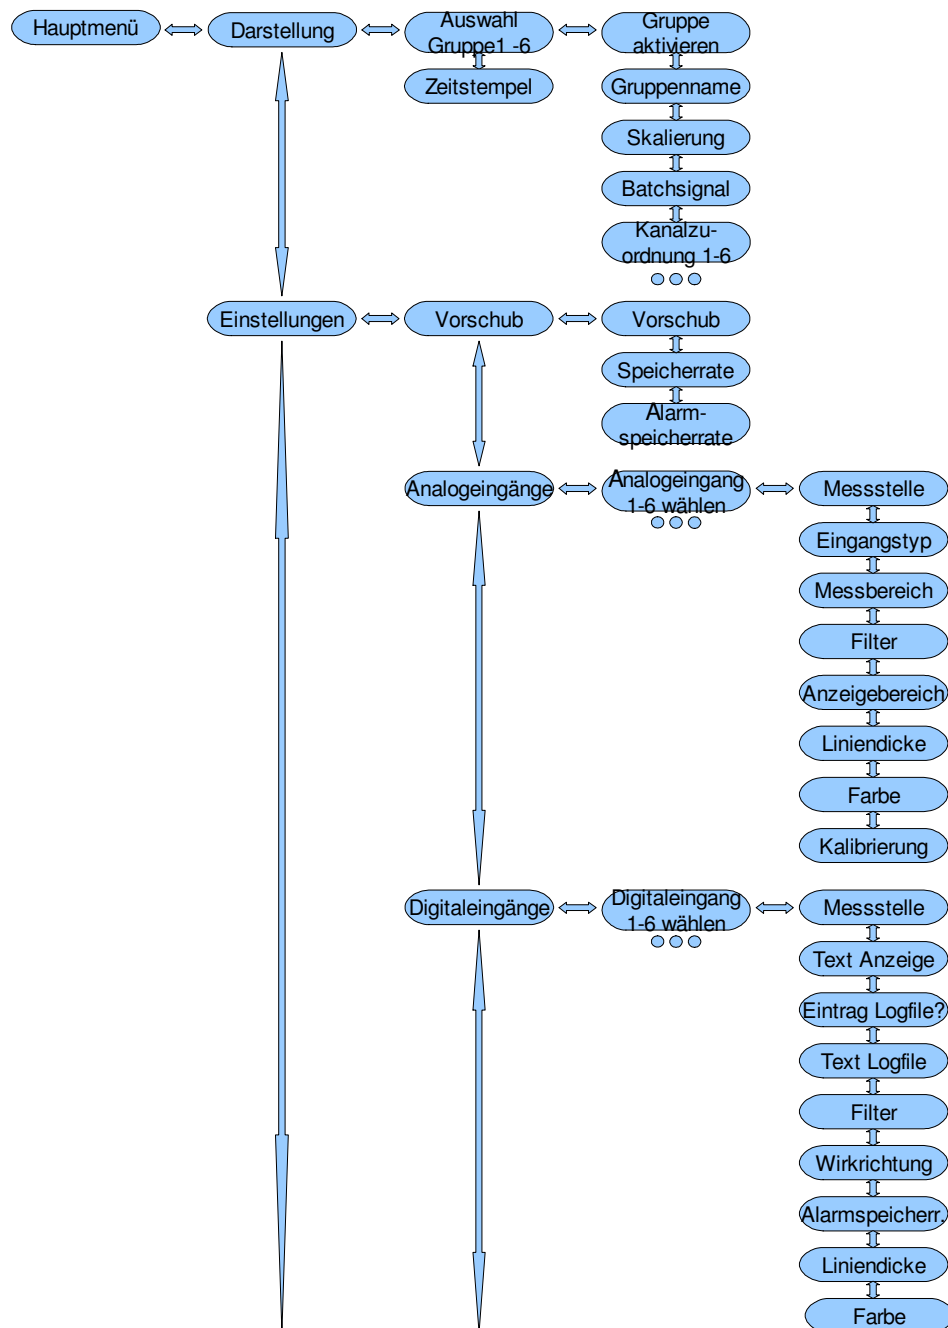 Hauptmenü
Darstellung
Auswahl
Gruppe1 -6
Gruppe
aktivieren
Zeitstempel
Gruppenname
Skalierung
Batchsignal
Kanalzu-
ordnung 1-6
Einstellungen
Vorschub
Vorschub
Speicherrate
Alarm-
speicherrate
Analogeingänge
Analogeingang
1-6 wählen
Messstelle
Eingangstyp
Messbereich
Filter
Anzeigebereich
Liniendicke
Farbe
Kalibrierung
Digitaleingänge
Digitaleingang
1-6 wählen
Messstelle
Text Anzeige
Eintrag Logfile?
Text Logfile
Filter
Wirkrichtung
Alarmspeicherr.
Liniendicke
Farbe